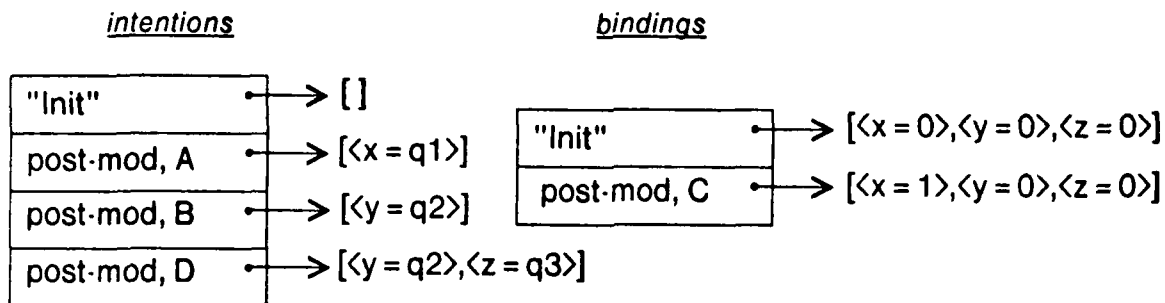 intentions
"Init" []
post-mod, A [<x = q1>]
post-mod, B [<y = q2>]
post-mod, D [<y = q2>,<z = q3>]
bindings
"Init" [<x = 0>,<y = 0>,<z = 0>]
post-mod, C [<x = 1>,<y = 0>,<z = 0>]